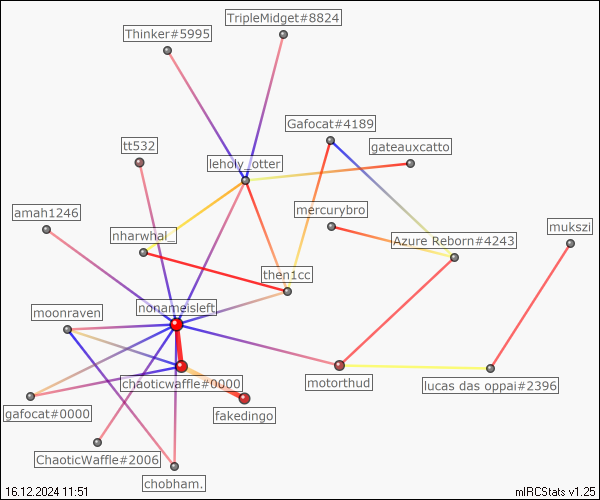 TripleMidget#8824
Thinker#5995
Gafocat#4189
tt532
gateauxcatto
leholy_otter
mercurybro
amah1246
mukszi
nharwhal_
Azure Reborn#4243
then1cc
nonameisleft
moonraven
chaoticwaffle#0000
motorthud
lucas das oppai#2396
gafocat#0000
fakedingo
ChaoticWaffle#2006
chobham.
16.12.2024 11:51
mIRCStats v1.25